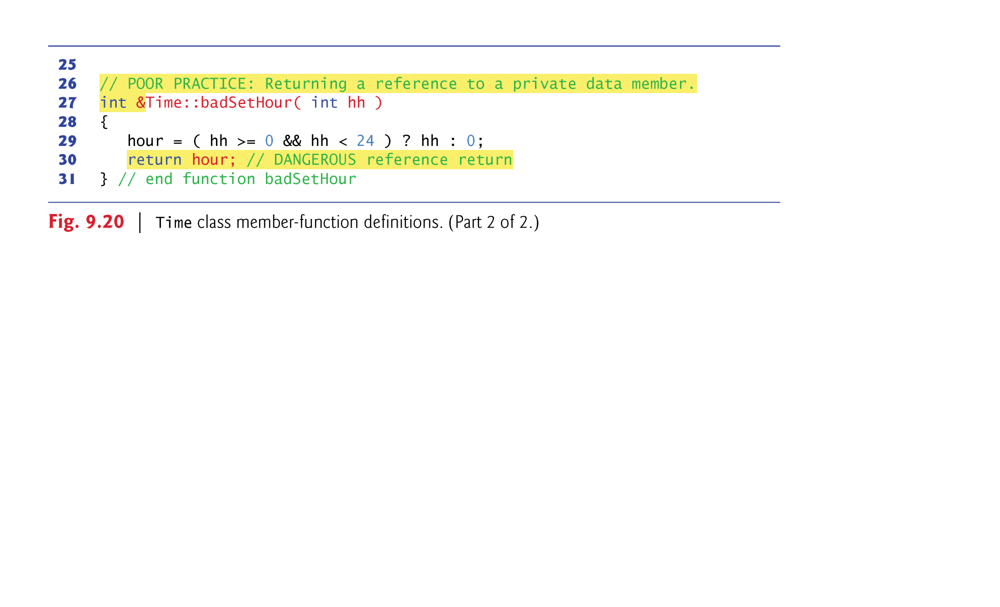 25
26 // POOR PRACTICE: Returning a reference to a private data member.
27 int &Time::badSetHour( int hh )
28 {
29    hour = ( hh >= 0 && hh < 24 ) ? hh : 0;
30    return hour; // DANGEROUS reference return
31 } // end function badSetHour
Fig. 9.20 | Time class member-function definitions. (Part 2 of 2.)